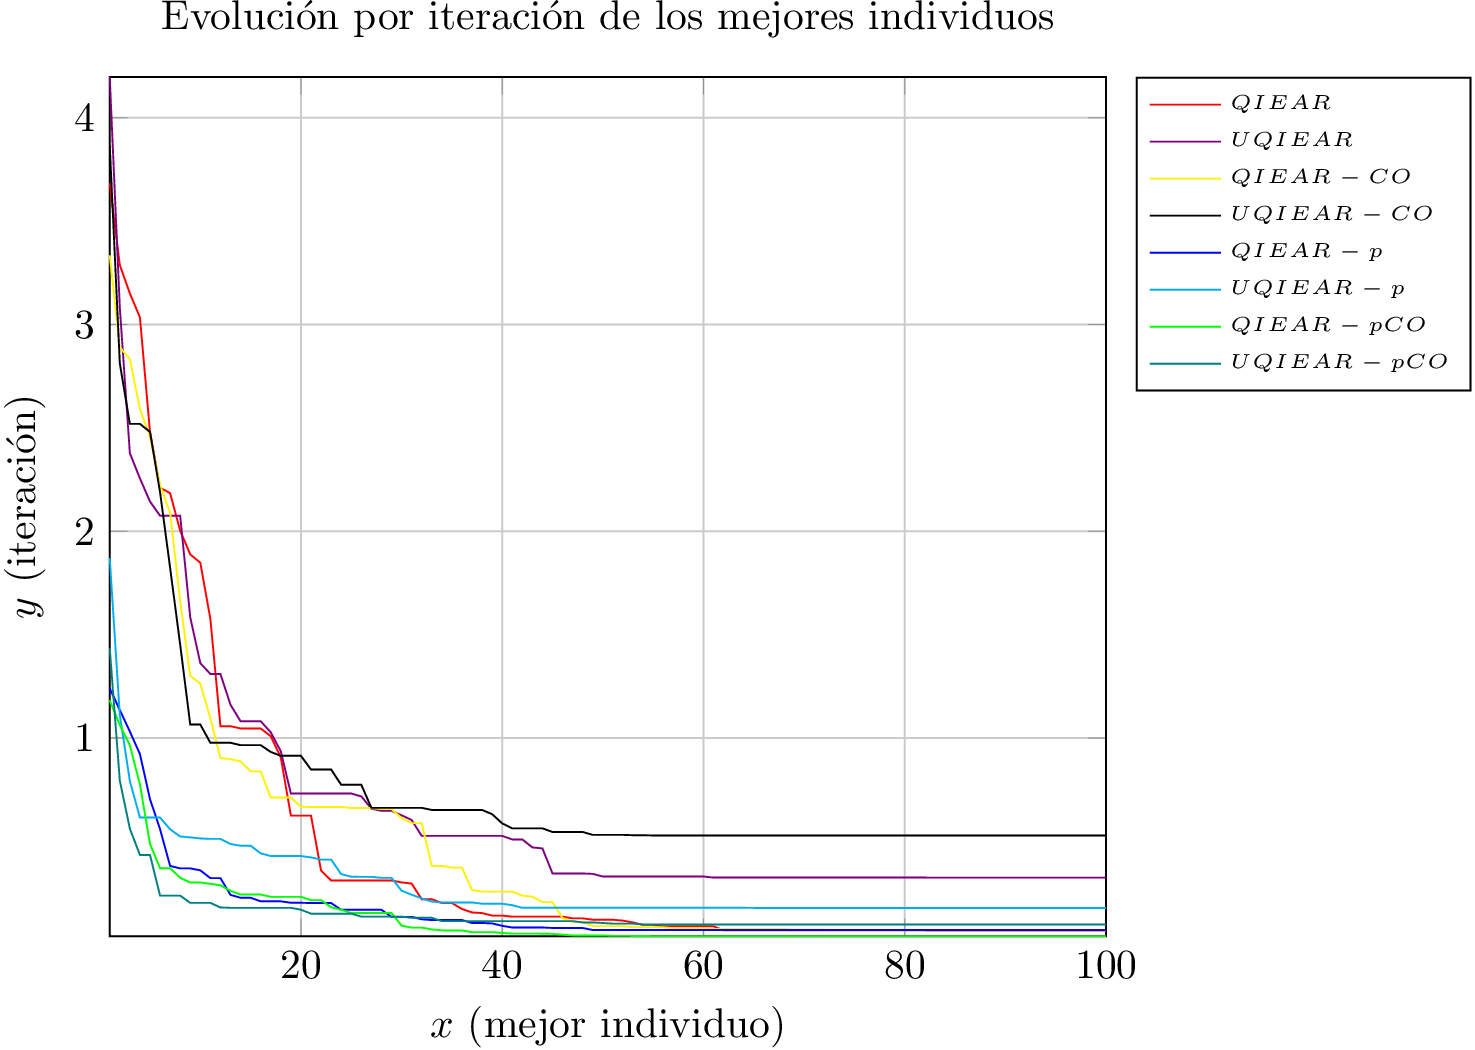 Evolución por iteración de los mejores individuos
4
3
2
1
y (iteración)
20 40 60 80 100
x (mejor individuo)
QIEAR
UQIEAR
QIEAR − CO
UQIEAR − CO
QIEAR − p
UQIEAR − p
QIEAR − pCO
UQIEAR − pCO